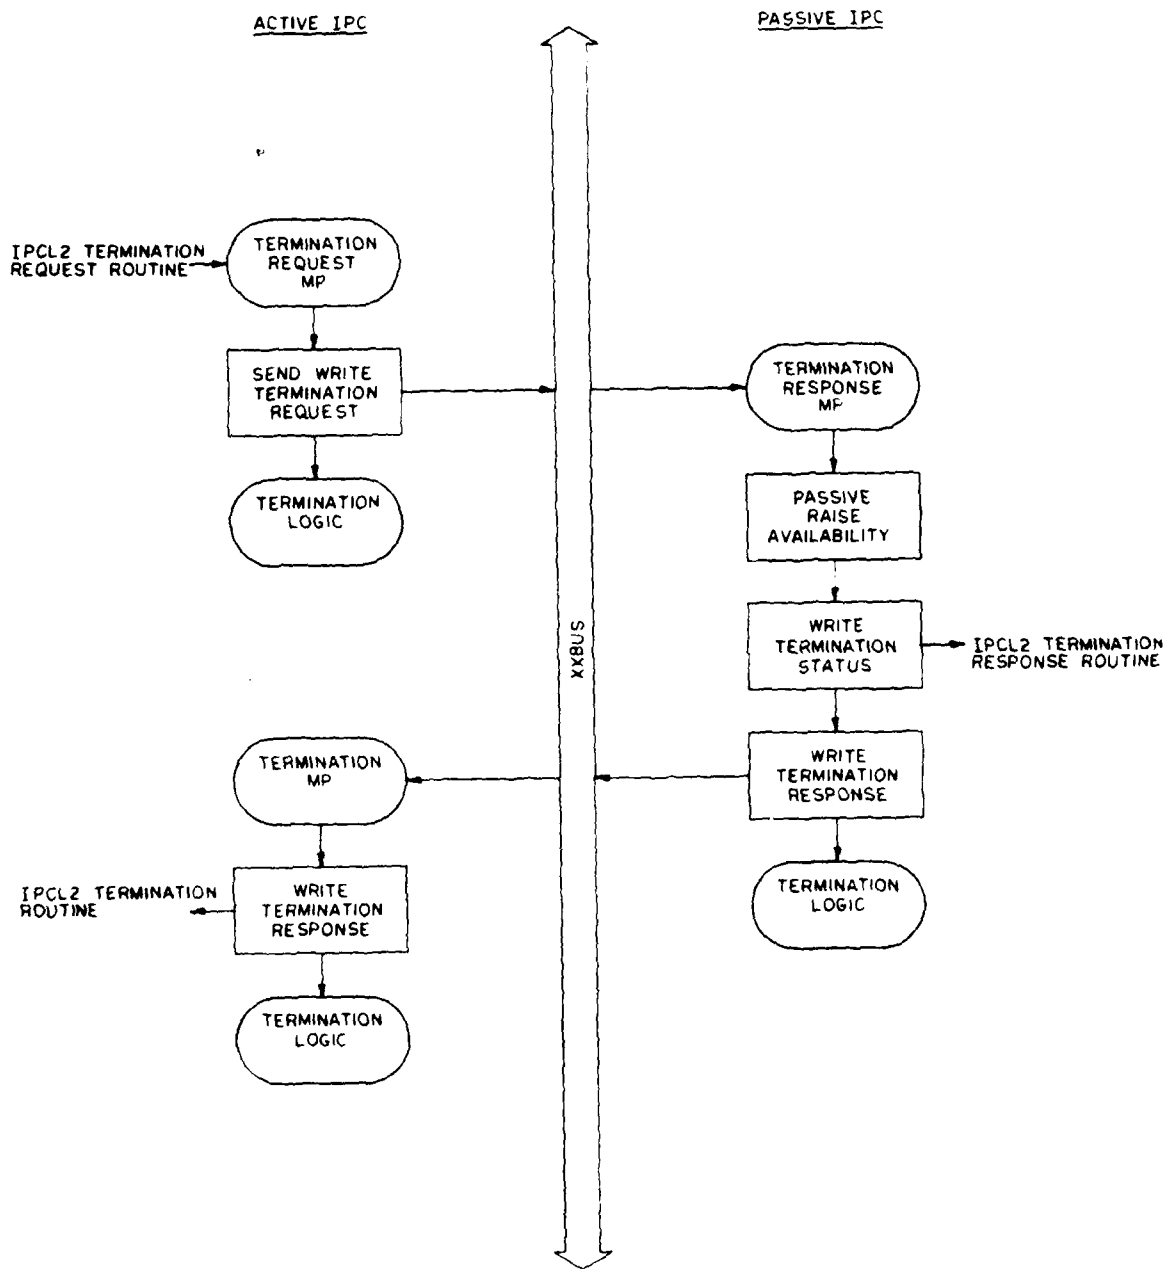 ACTIVE IPC
PASSIVE IPC
IPCL2 TERMINATION
REQUEST ROUTINE
TERMINATION
REQUEST
MP
SEND WRITE
TERMINATION
REQUEST
TERMINATION
LOGIC
TERMINATION
RESPONSE
MP
PASSIVE
RAISE
AVAILABILITY
WRITE
TERMINATION
STATUS
IPCL2 TERMINATION
RESPONSE ROUTINE
XXBUS
WRITE
TERMINATION
RESPONSE
TERMINATION
LOGIC
TERMINATION
MP
IPCL2 TERMINATION
ROUTINE
WRITE
TERMINATION
RESPONSE
TERMINATION
LOGIC